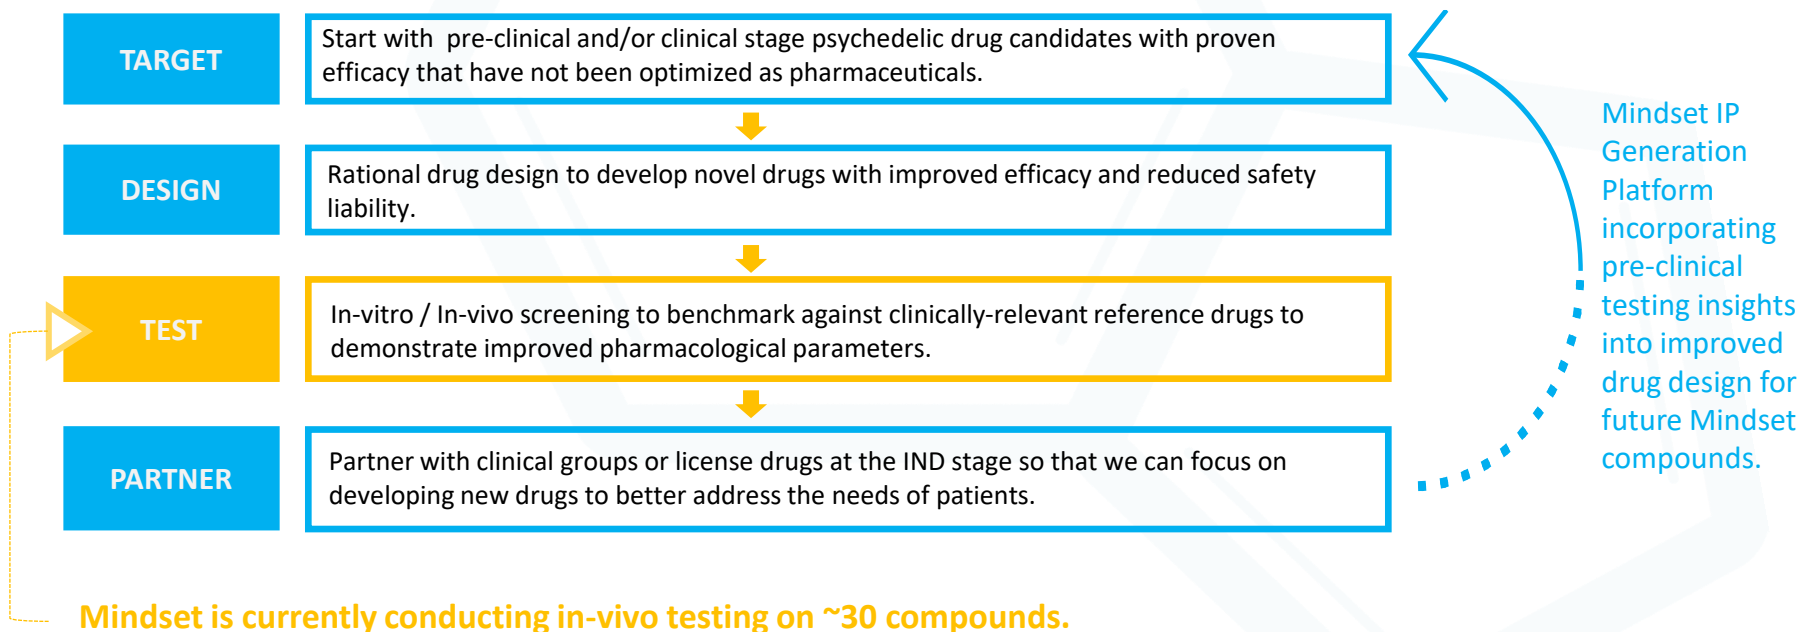 TARGET
Start with pre-clinical and/or clinical stage psychedelic drug candidates with proven
efficacy that have not been optimized as pharmaceuticals.
DESIGN
Rational drug design to develop novel drugs with improved efficacy and reduced safety
liability.
TEST
In-vitro / In-vivo screening to benchmark against clinically-relevant reference drugs to
demonstrate improved pharmacological parameters.
PARTNER
Partner with clinical groups or license drugs at the IND stage so that we can focus on
developing new drugs to better address the needs of patients.
Mindset IP
Generation
Platform
incorporating
pre-clinical
testing insights
into improved
drug design for
future Mindset
compounds.
Mindset is currently conducting in-vivo testing on ~30 compounds.